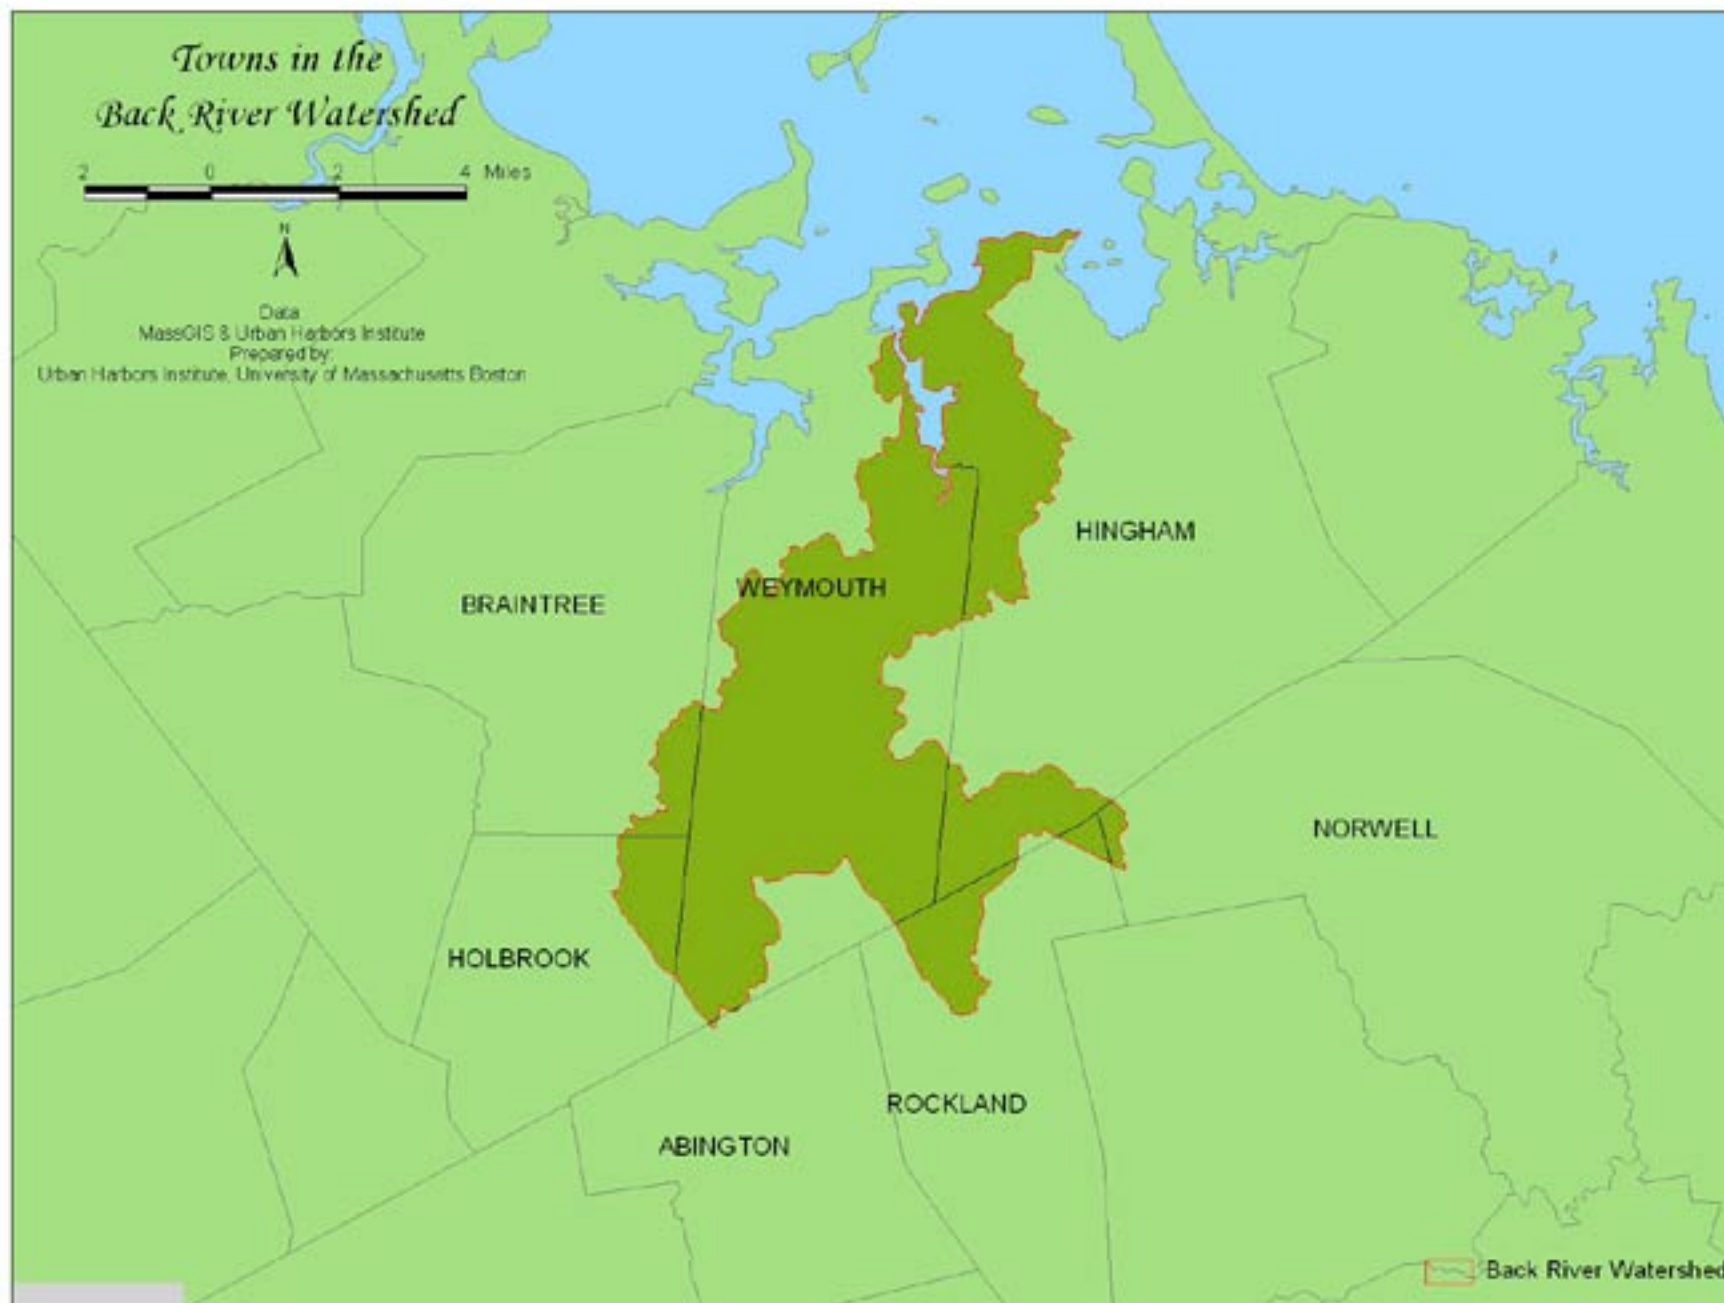 Towns in the
Back River Watershed
2 0 2 4 Miles
N
Data
MassGIS & Urban Harbors Institute
Prepared by:
Urban Harbors Institute, University of Massachusetts Boston
HINGHAM
WEYMOUTH
BRAINTREE
NORWELL
HOLBROOK
ROCKLAND
ABINGTON
Back River Watershed